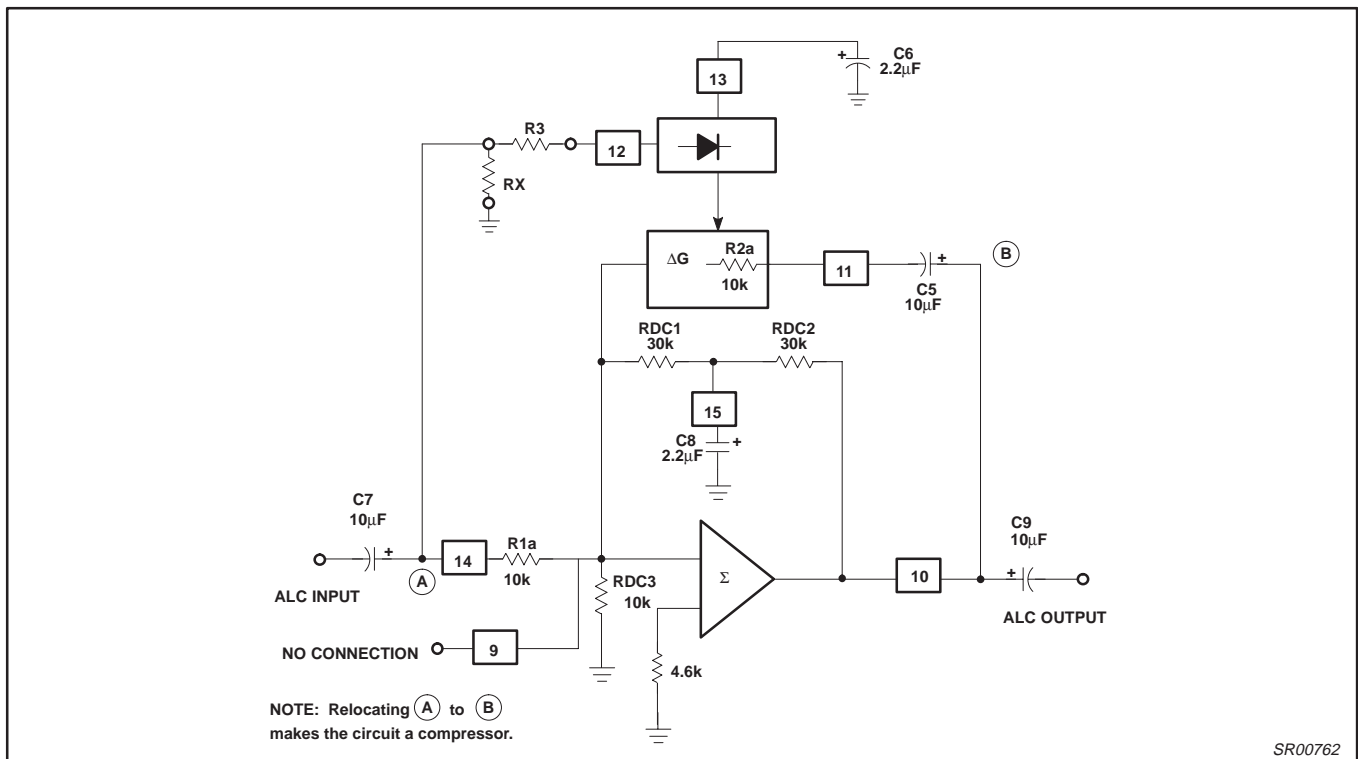 C6
2.2μF
13
R3
12
RX
ΔG
R2a
10k
11
C5
10μF
B
RDC1
30k
RDC2
30k
15
C8
2.2μF
C7
10μF
14
R1a
10k
A
ALC INPUT
RDC3
10k
Σ
10
C9
10μF
ALC OUTPUT
NO CONNECTION
9
4.6k
NOTE: Relocating A to B
makes the circuit a compressor.
SR00762
+
+
+
+
+